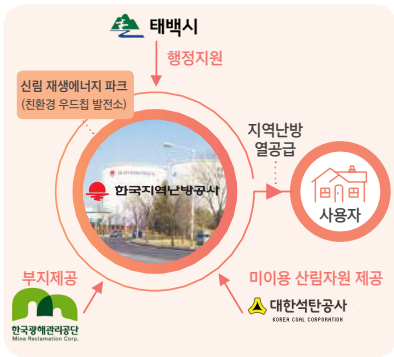 태백시
행정지원
신림 재생에너지 파크
(친환경 우드칩 발전소)
지역난방
열공급
한국지역난방공사
사용자
부지제공
미이용 산림자원 제공
한국광해관리공단
Mine Reclamation Corp.
대한석탄공사
KOREA COAL CORPORATION